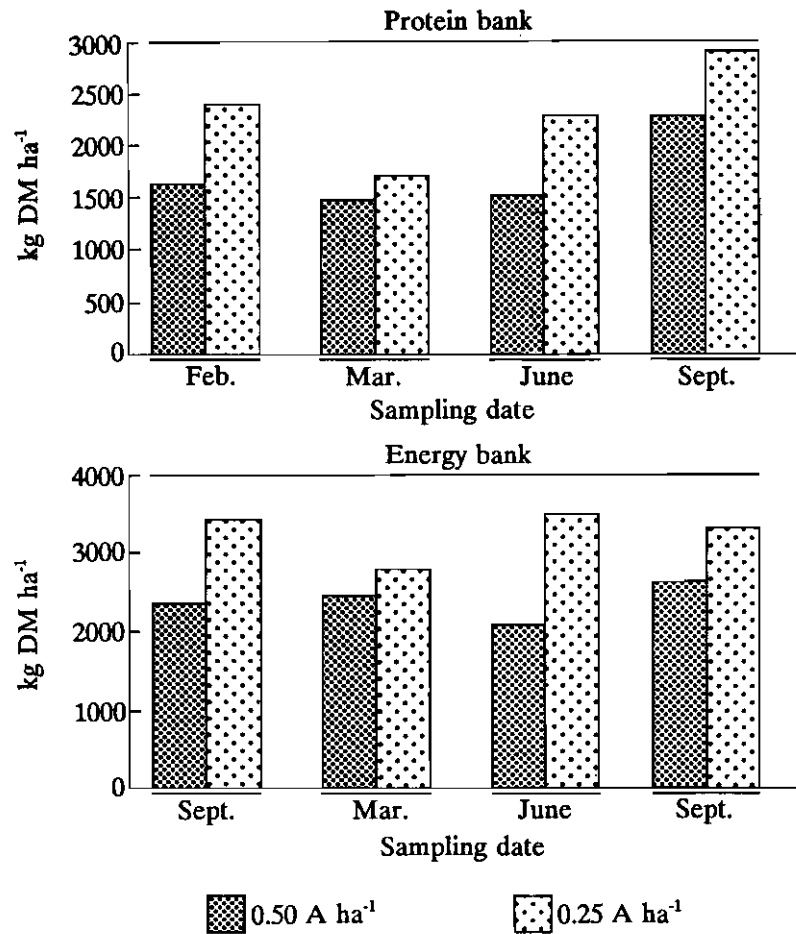 Protein bank
3000
2500
2000
1500
1000
500
0
kg DM ha⁻¹
Feb. Mar. June Sept.
Sampling date
Energy bank
4000
3000
2000
1000
0
kg DM ha⁻¹
Sept. Mar. June Sept.
Sampling date
0.50 A ha⁻¹ 0.25 A ha⁻¹